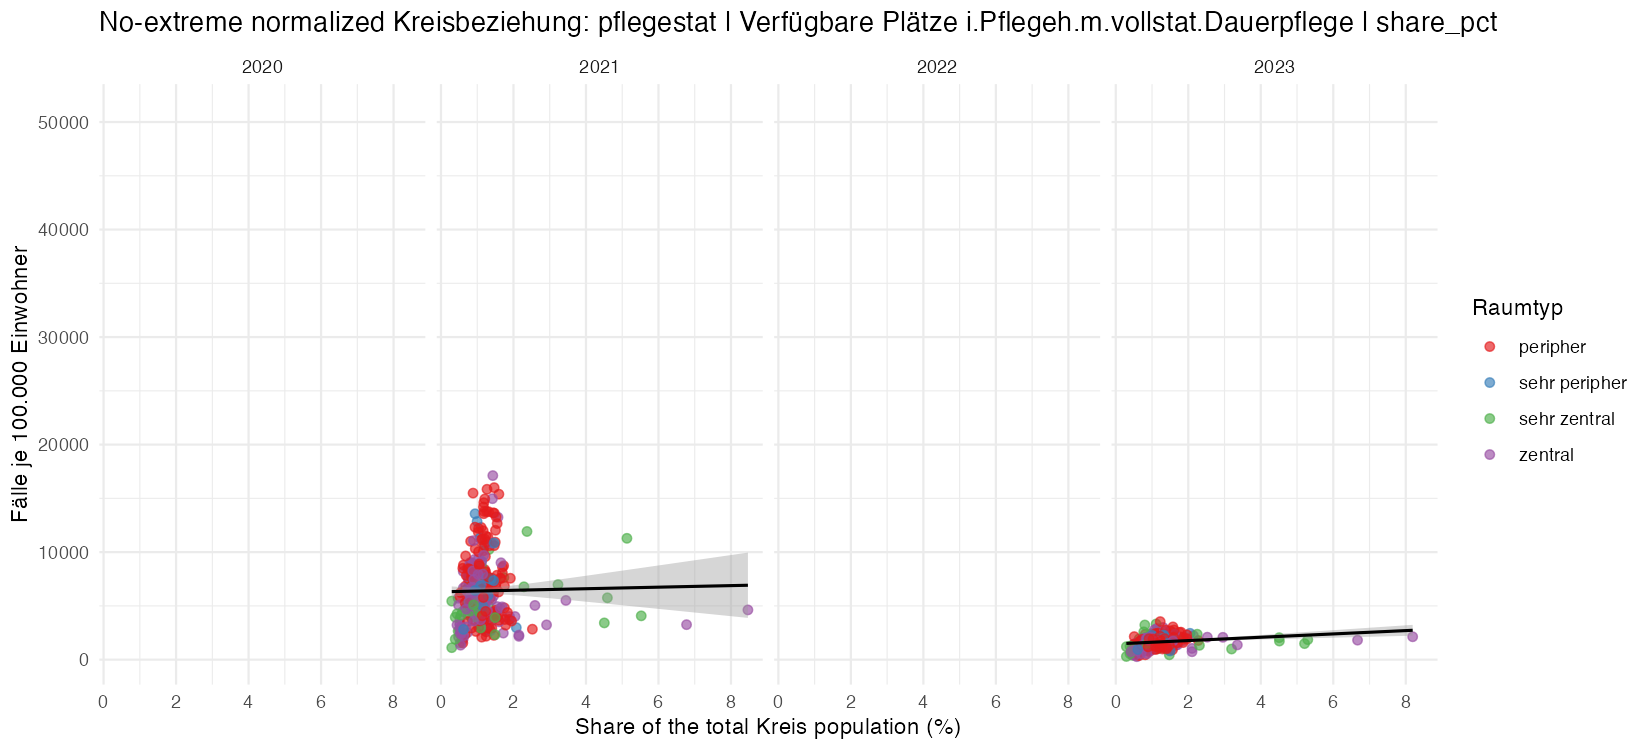 No-extreme normalized Kreisbeziehung: pflegestat | Verfügbare Plätze i.Pflegeh.m.vollstat.Dauerpflege | share_pct
2020 2021 2022 2023
50000
40000
30000
20000
10000
0
Fälle je 100.000 Einwohner
0 2 4 6 8 0 2 4 6 8 0 2 4 6 8 0 2 4 6 8
Share of the total Kreis population (%)
Raumtyp
peripher
sehr peripher
sehr zentral
zentral